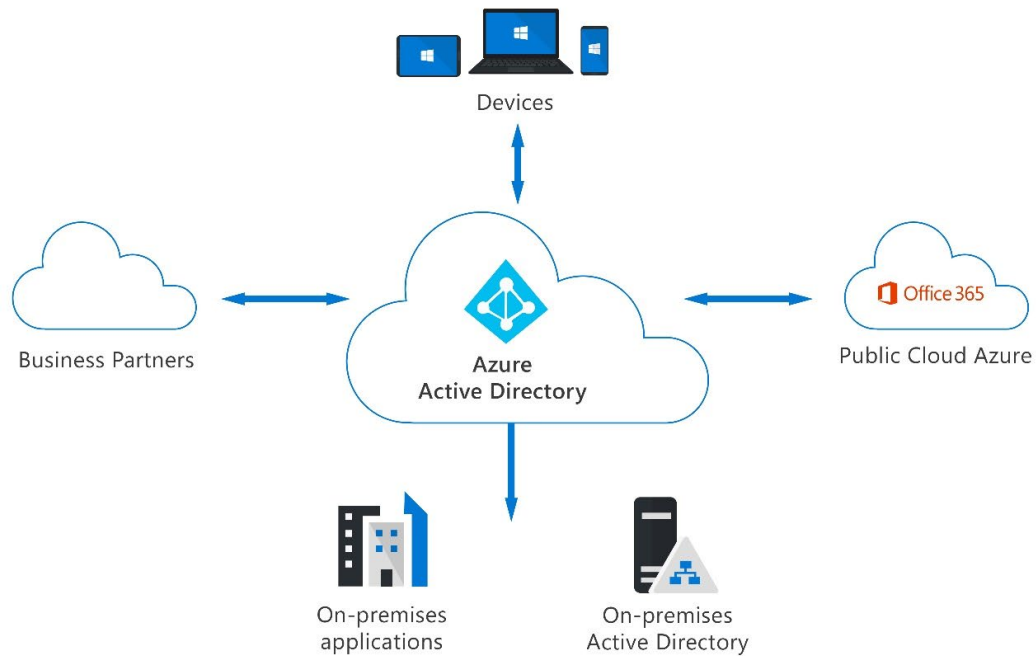 Devices
Business Partners
Azure
Active Directory
Office 365
Public Cloud Azure
On-premises
applications
On-premises
Active Directory